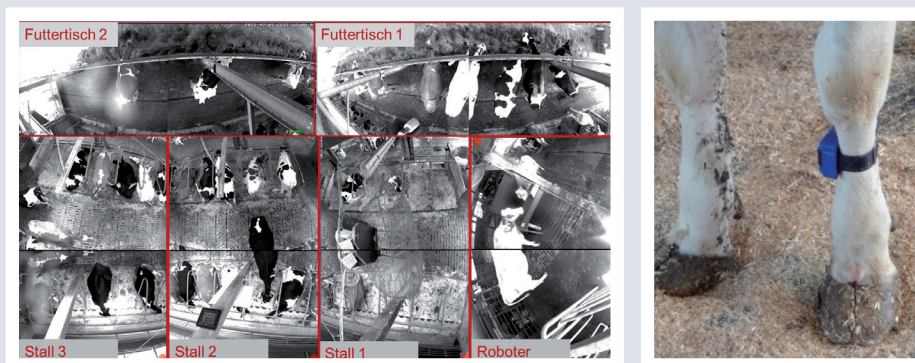 Futtertisch 2
Futtertisch 1
A
A
Stall 3
Stall 2
Stall 1
Roboter